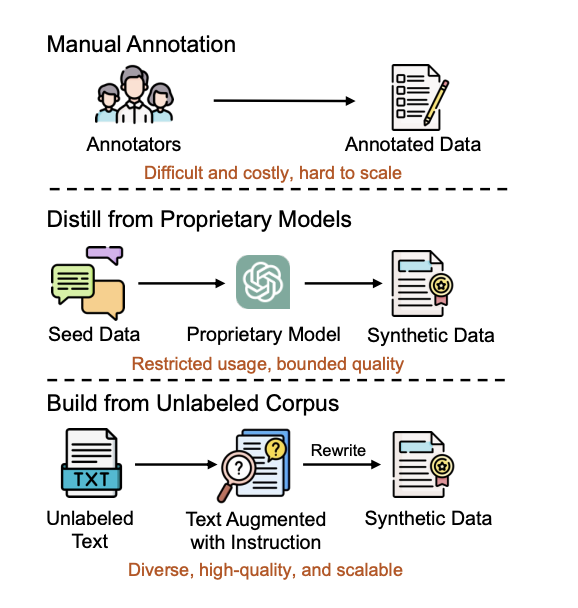 Manual Annotation
Annotators
Annotated Data
Difficult and costly, hard to scale
Distill from Proprietary Models
Seed Data
Proprietary Model
Synthetic Data
Restricted usage, bounded quality
Build from Unlabeled Corpus
Rewrite
TXT
Unlabeled
Text
Text Augmented
with Instruction
Synthetic Data
Diverse, high-quality, and scalable